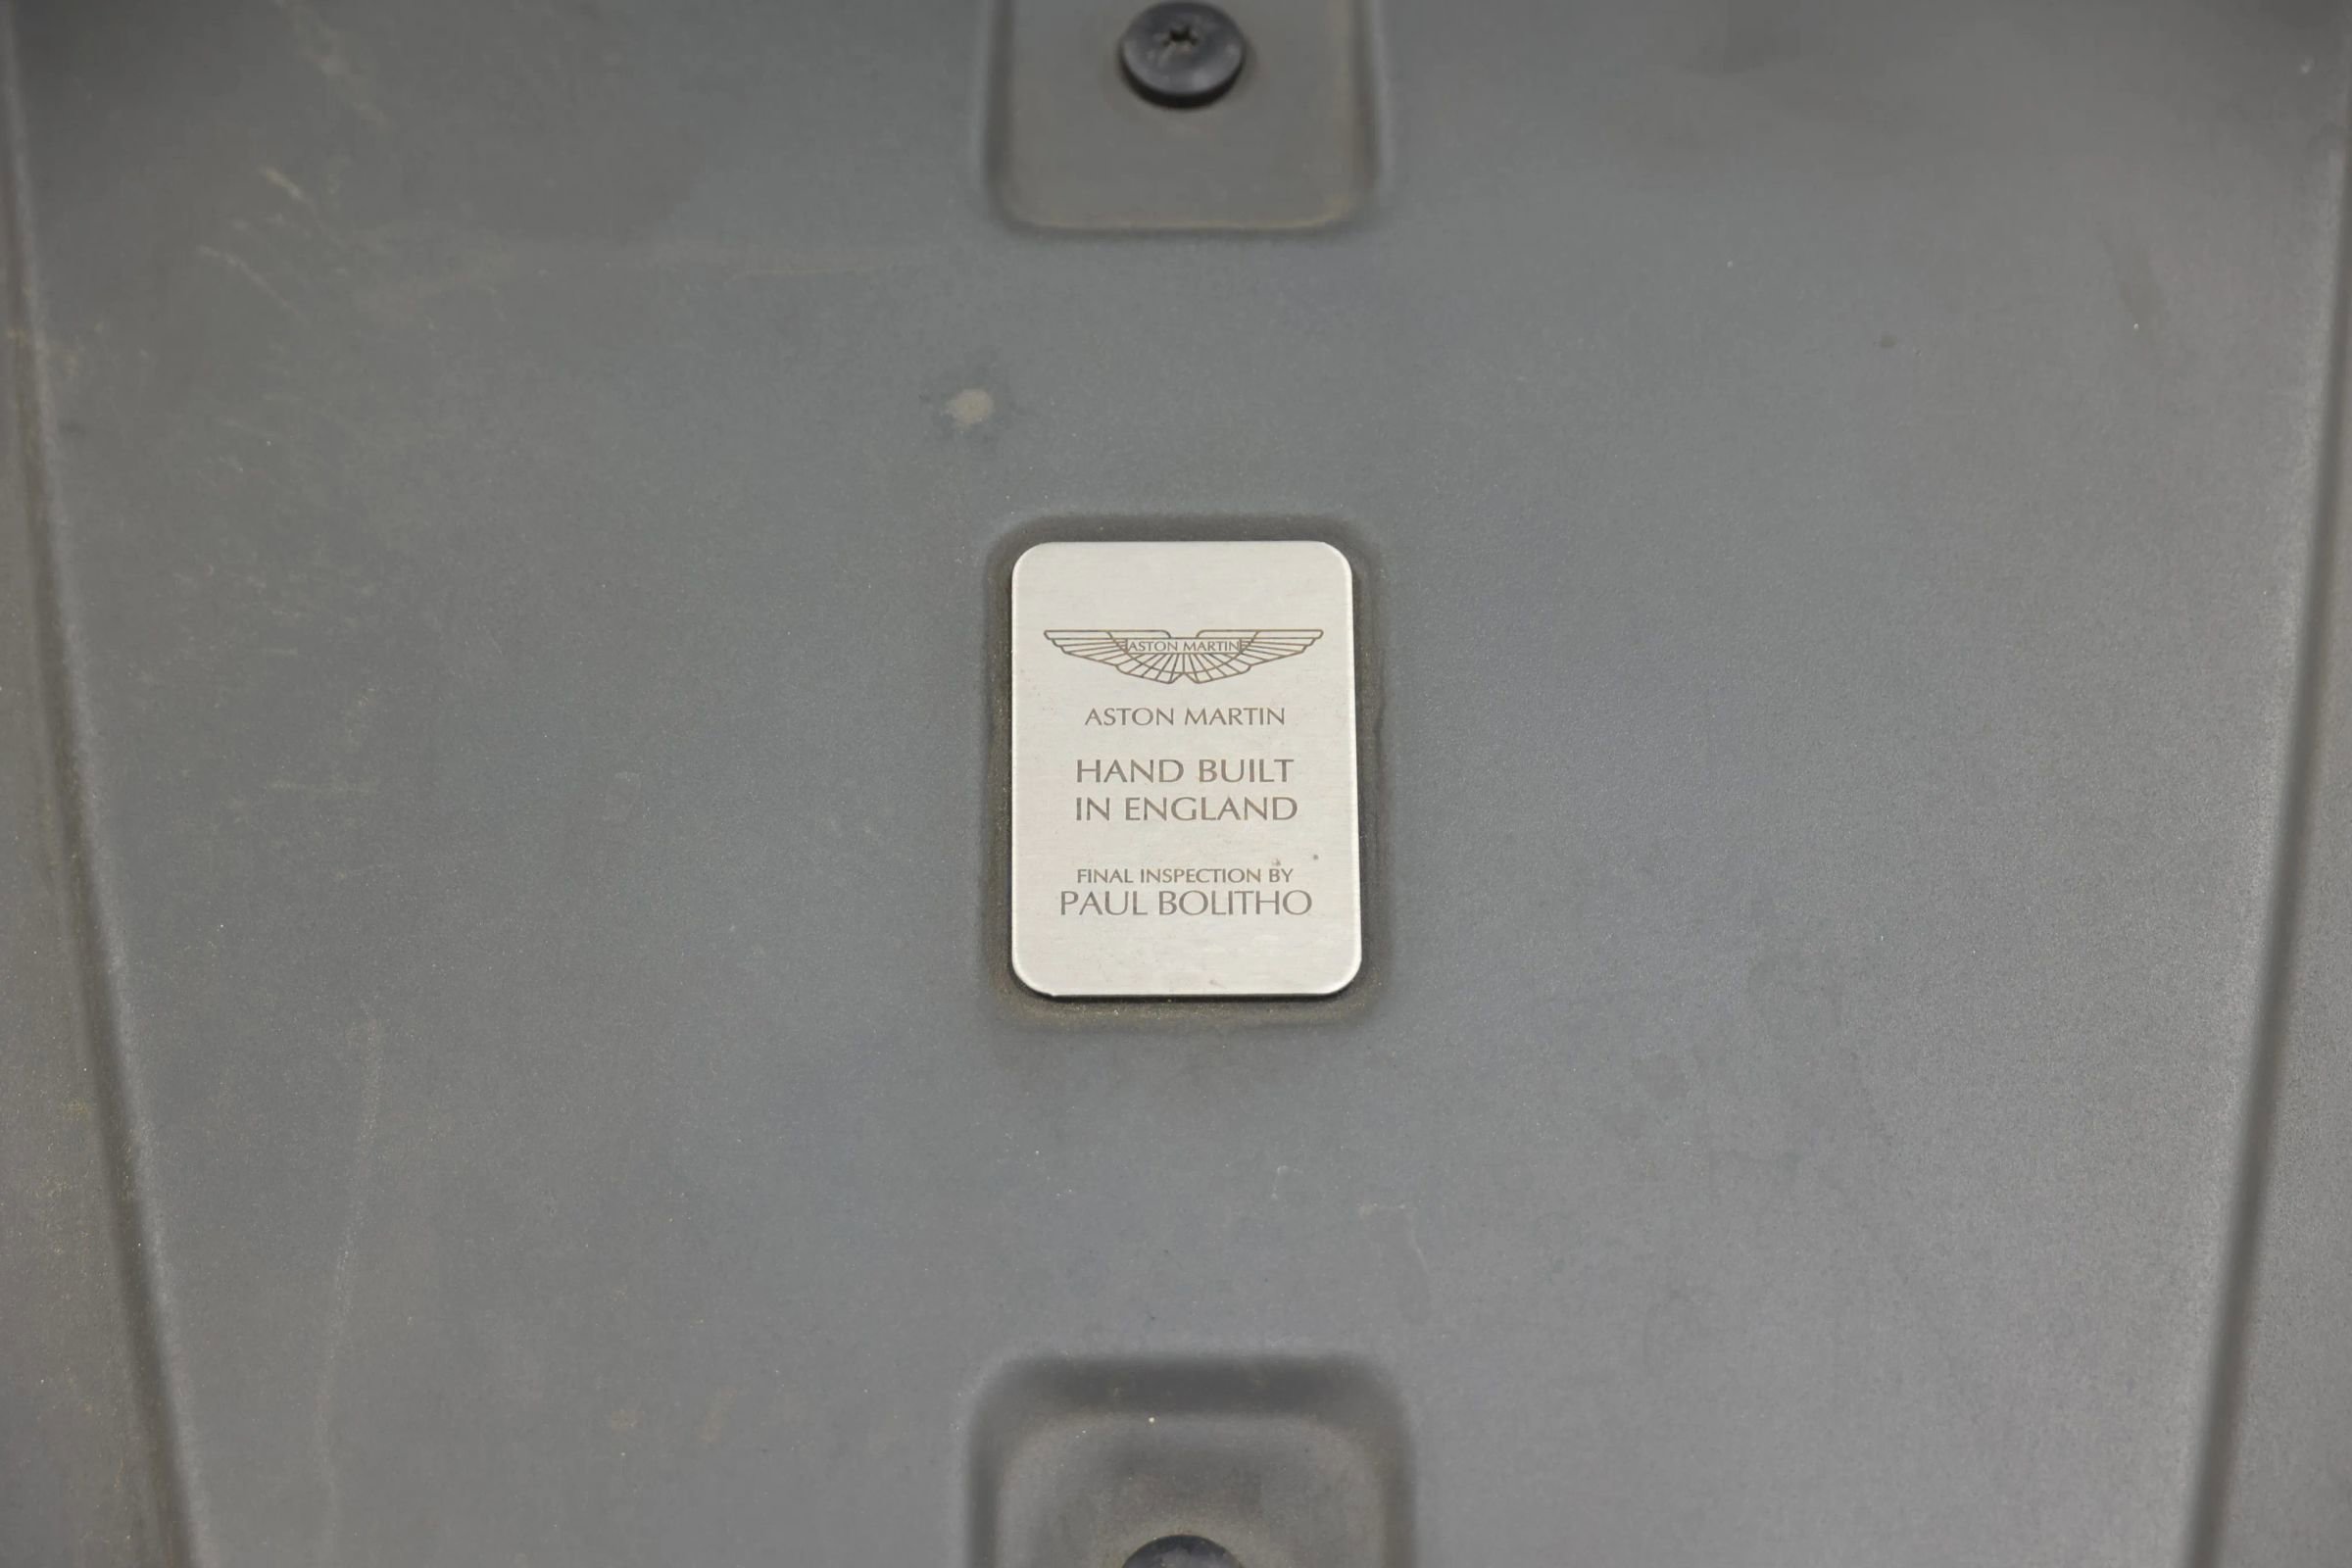 ASTON MARTIN
ASTON MARTIN
HAND BUILT
IN ENGLAND
FINAL INSPECTION BY
PAUL BOLITHO